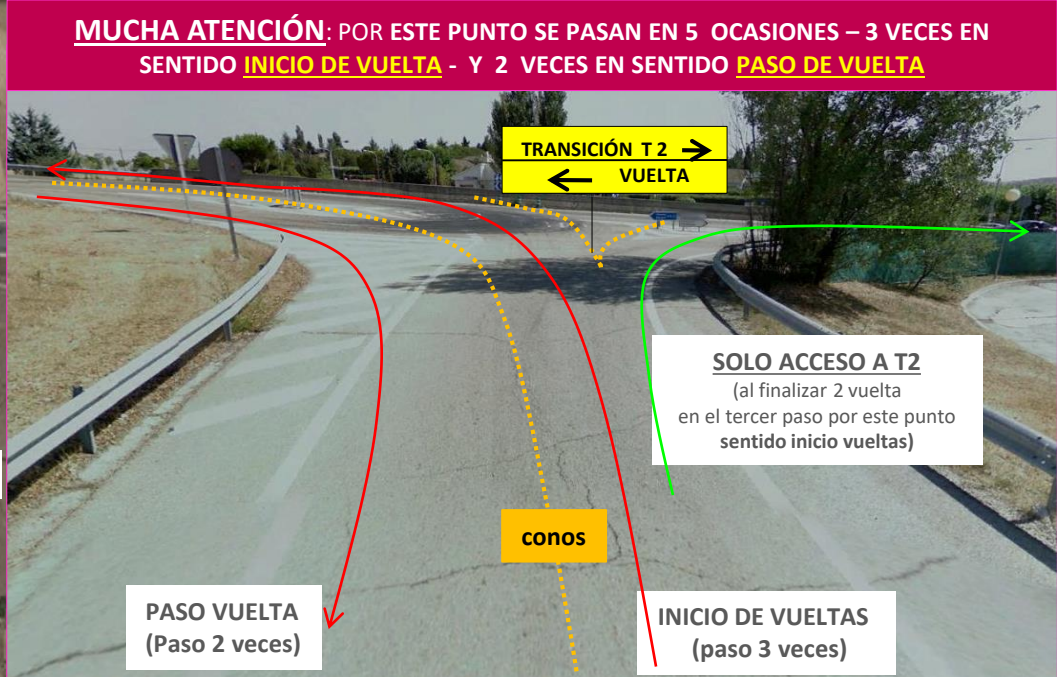 MUCHA ATENCIÓN: POR ESTE PUNTO SE PASAN EN 5 OCASIONES – 3 VECES EN
SENTIDO INICIO DE VUELTA - Y 2 VECES EN SENTIDO PASO DE VUELTA
TRANSICIÓN T 2 →
← VUELTA
SOLO ACCESO A T2
(al finalizar 2 vuelta
en el tercer paso por este punto
sentido inicio vueltas)
conos
PASO VUELTA
(Paso 2 veces)
INICIO DE VUELTAS
(paso 3 veces)